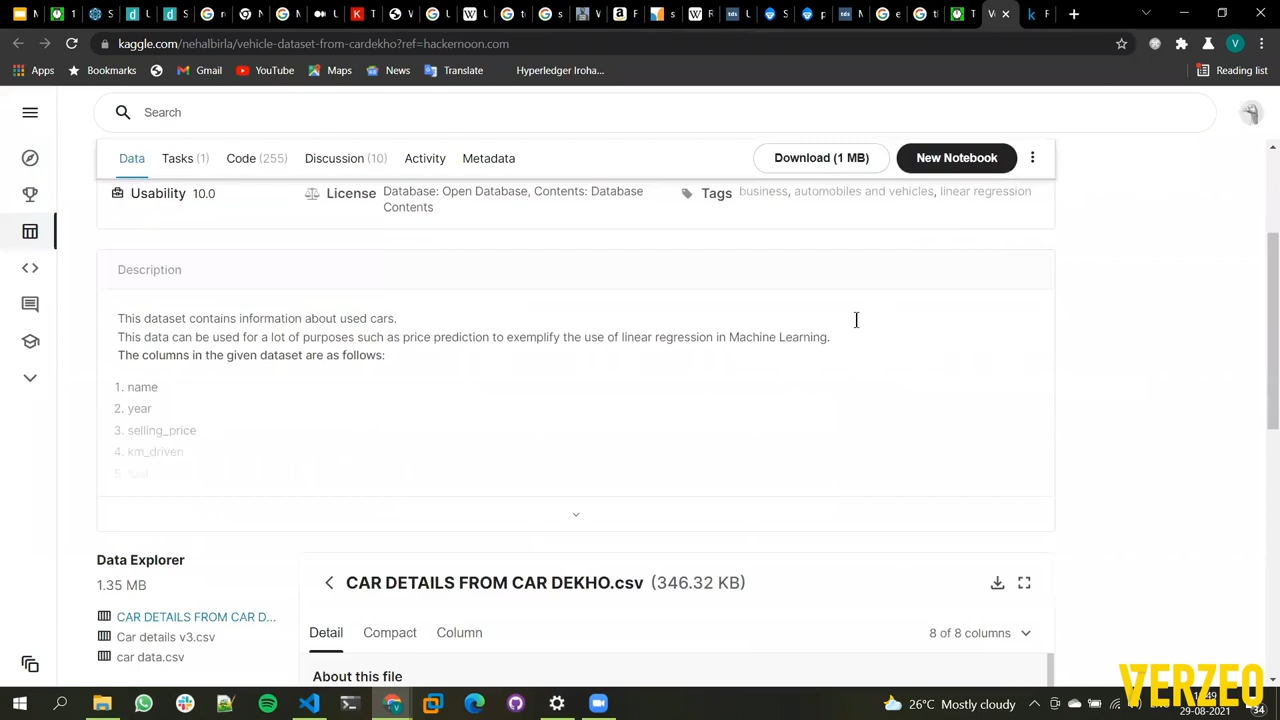 kaggle.com/nehalbirla/vehicle-dataset-from-cardekho?ref=hackernoon.com
Apps Bookmarks Gmail YouTube Maps News Translate Hyperledger Iroha... Reading list
Search
Data Tasks (1) Code (255) Discussion (10) Activity Metadata Download (1 MB) New Notebook
Usability 10.0 License Database: Open Database, Contents: Database Contents Tags business, automobiles and vehicles, linear regression
Description
This dataset contains information about used cars.
This data can be used for a lot of purposes such as price prediction to exemplify the use of linear regression in Machine Learning.
The columns in the given dataset are as follows:
1. name
2. year
3. selling_price
4. km_driven
5. fuel
Data Explorer
1.35 MB
CAR DETAILS FROM CAR D...
Car details v3.csv
car data.csv
CAR DETAILS FROM CAR DEKHO.csv (346.32 KB)
Detail Compact Column 8 of 8 columns
About this file
VERZEO
26°C Mostly cloudy
29-08-2021
34